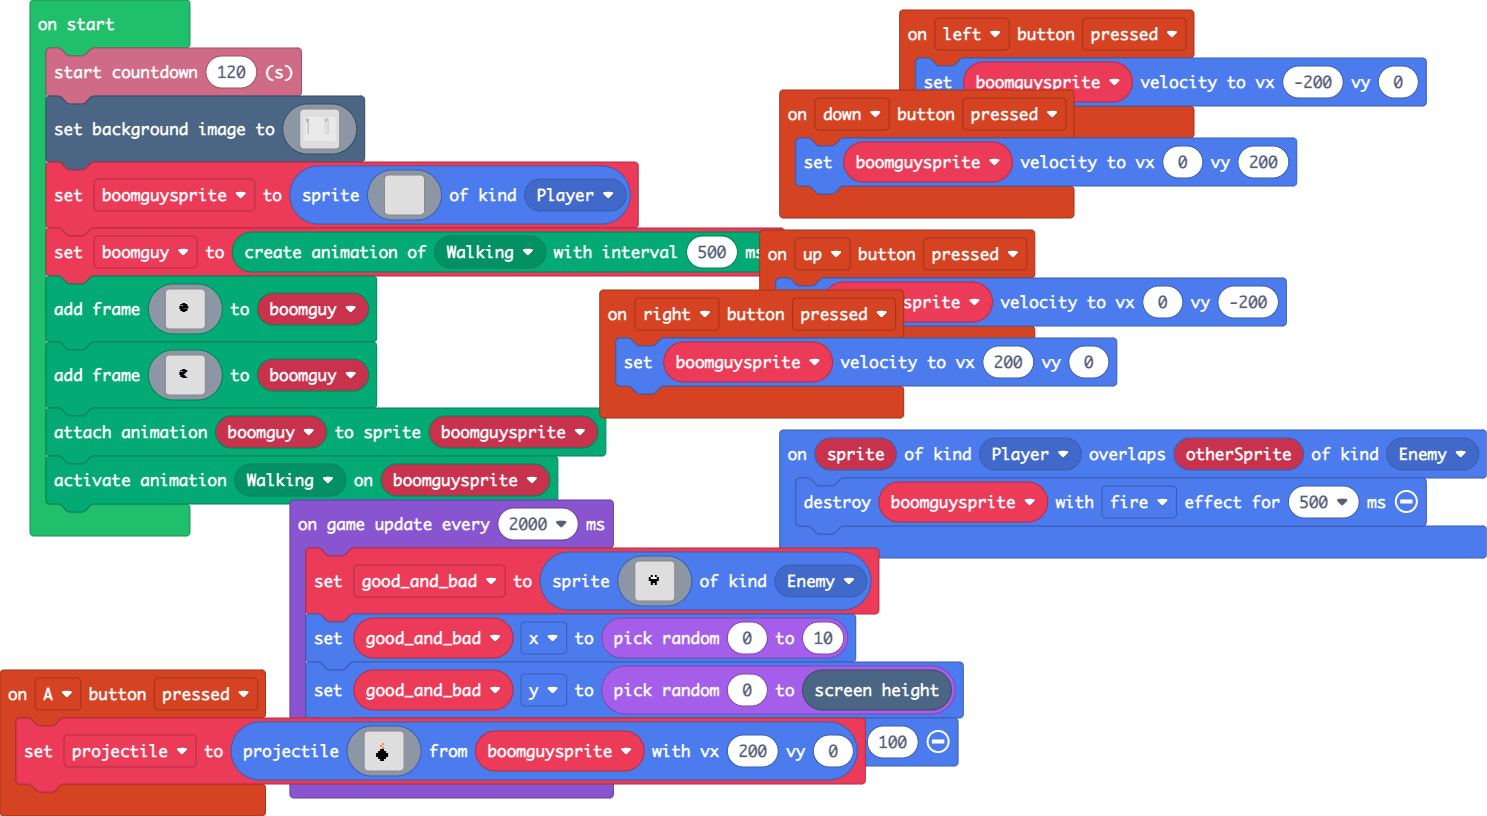 on start
start countdown 120 (s)
set background image to
set boomguysprite to sprite of kind Player
set boomguy to create animation of Walking with interval 500 ms
add frame to boomguy
add frame to boomguy
attach animation boomguy to sprite boomguysprite
activate animation Walking on boomguysprite
on left button pressed
set boomguysprite velocity to vx -200 vy 0
on down button pressed
set boomguysprite velocity to vx 0 vy 200
on up button pressed
sprite velocity to vx 0 vy -200
on right button pressed
set boomguysprite velocity to vx 200 vy 0
on sprite of kind Player overlaps otherSprite of kind Enemy
destroy boomguysprite with fire effect for 500 ms
on game update every 2000 ms
set good_and_bad to sprite of kind Enemy
set good_and_bad x to pick random 0 to 10
set good_and_bad y to pick random 0 to screen height
100
on A button pressed
set projectile to projectile from boomguysprite with vx 200 vy 0